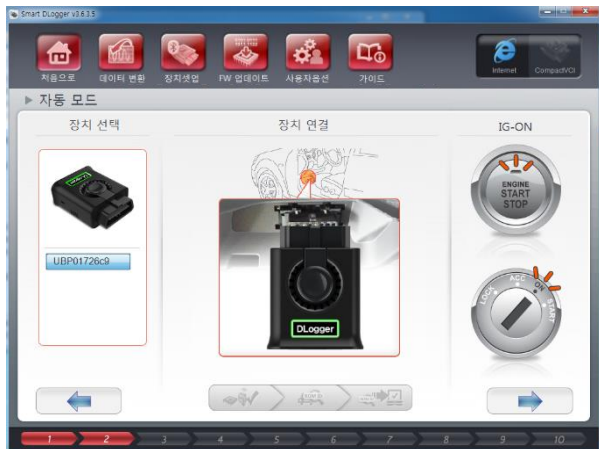 Smart DLogger v3.6.3.5
처음으로
데이터 변환
장치셋업
FW 업데이트
사용자옵션
가이드
Internet
CompactVCI
자동 모드
장치 선택
장치 연결
IG-ON
UBP01726c9
DLogger
ENGINE
START
STOP
LOCK
ACC
ON
START
1 2 3 4 5 6 7 8 9 10